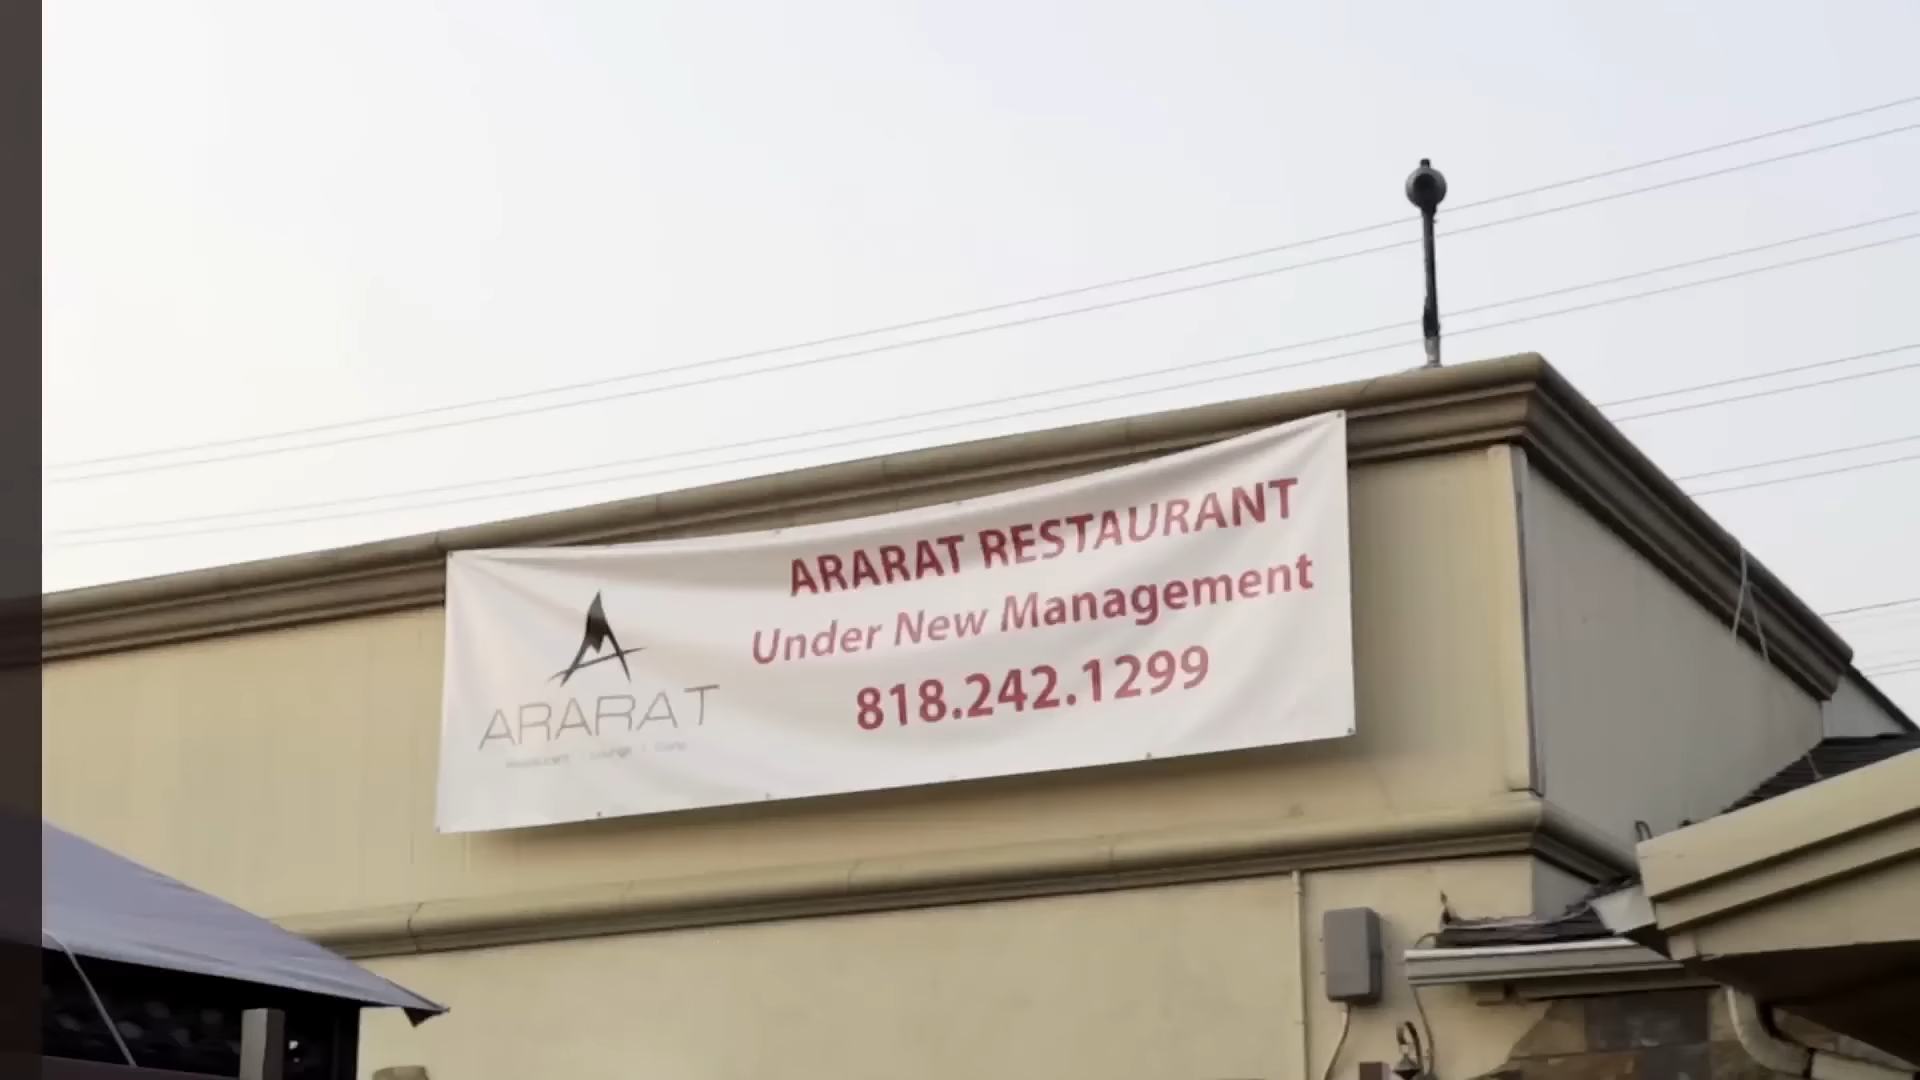 ARARAT RESTAURANT
Under New Management
818.242.1299
ARARAT